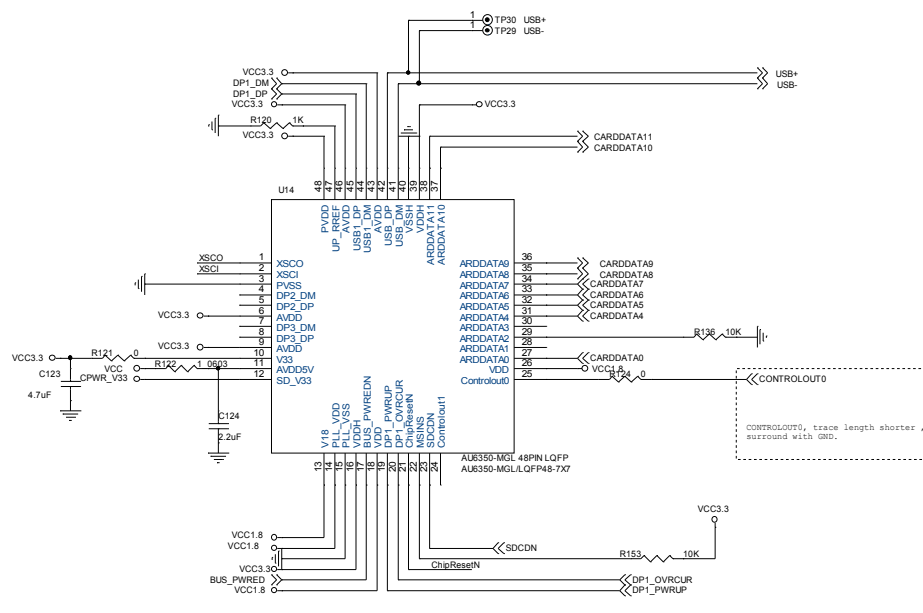 1 TP30 USB+
1 TP29 USB-
VCC3.3 USB+
DP1_DM USB-
DP1_DP
VCC3.3 VCC3.3
R120 1K
VCC3.3
CARDDATA11
CARDDATA10
48 47 46 45 44 43 42 41 40 39 38 37
U14
PVDD UP_RREF AVDD USB1_DP USB1_DM AVDD USB_DP USB_DM VSSH VDDH ARDDATA11 ARDDATA10
XSCO 1 XSCO ARDDATA9 36 CARDDATA9
XSCI 2 XSCI ARDDATA8 35 CARDDATA8
3 PVSS ARDDATA7 34 CARDDATA7
4 DP2_DM ARDDATA6 33 CARDDATA6
5 DP2_DP ARDDATA5 32 CARDDATA5
VCC3.3 6 AVDD ARDDATA4 31 CARDDATA4
7 DP3_DM ARDDATA3 30
8 DP3_DP ARDDATA2 29 R136 10K
VCC3.3 9 AVDD ARDDATA1 28
VCC3.3 R121 0 10 V33 ARDDATA0 27 CARDDATA0
VCC R122 1 0603 11 AVDD5V VDD 26 VCC1.8
C123 CPWR_V33 12 SD_V33 Controlout0 25 R124 0 CONTROLOUT0
4.7uF
C124
2.2uF
CONTROLOUT0, trace length shorter ,
surround with GND.
V18 PLL_VDD PLL_VSS VDDH BUS_PWREDN VDD DP1_PWRUP DP1_OVRCUR ChipResetN MSINS SDCDN Controlout1
AU6350-MGL 48PIN LQFP
AU6350-MGL/LQFP48-7X7
13 14 15 16 17 18 19 20 21 22 23 24
VCC3.3
VCC1.8
VCC1.8 SDCDN
R153 10K
VCC3.3 ChipResetN
BUS_PWRED DP1_OVRCUR
VCC1.8 DP1_PWRUP